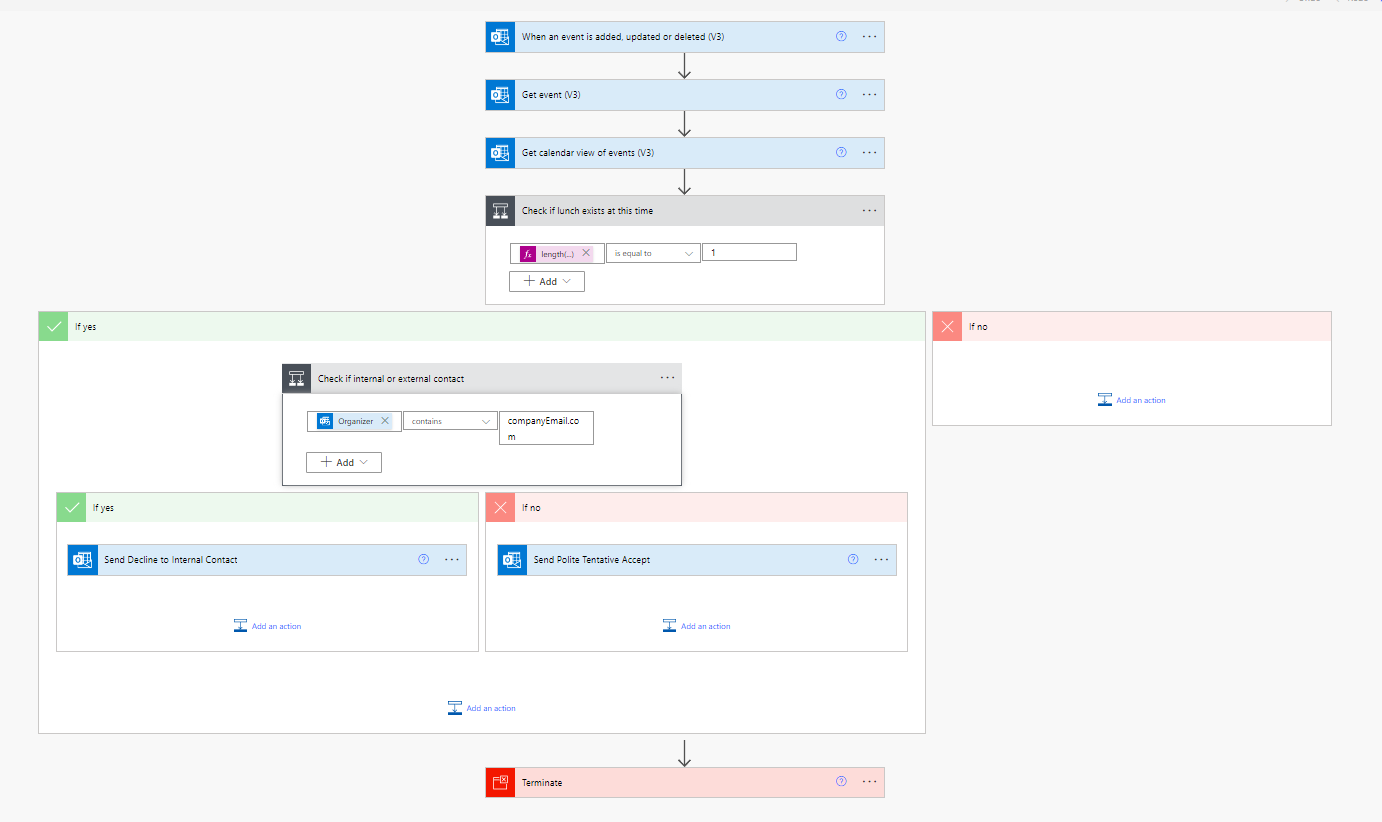 When an event is added, updated or deleted (V3)
Get event (V3)
Get calendar view of events (V3)
Check if lunch exists at this time
length(...)
is equal to
1
Add
If yes
If no
Check if internal or external contact
Add an action
Organizer
contains
companyEmail.co
m
Add
If yes
If no
Send Decline to Internal Contact
Send Polite Tentative Accept
Add an action
Add an action
Add an action
Terminate